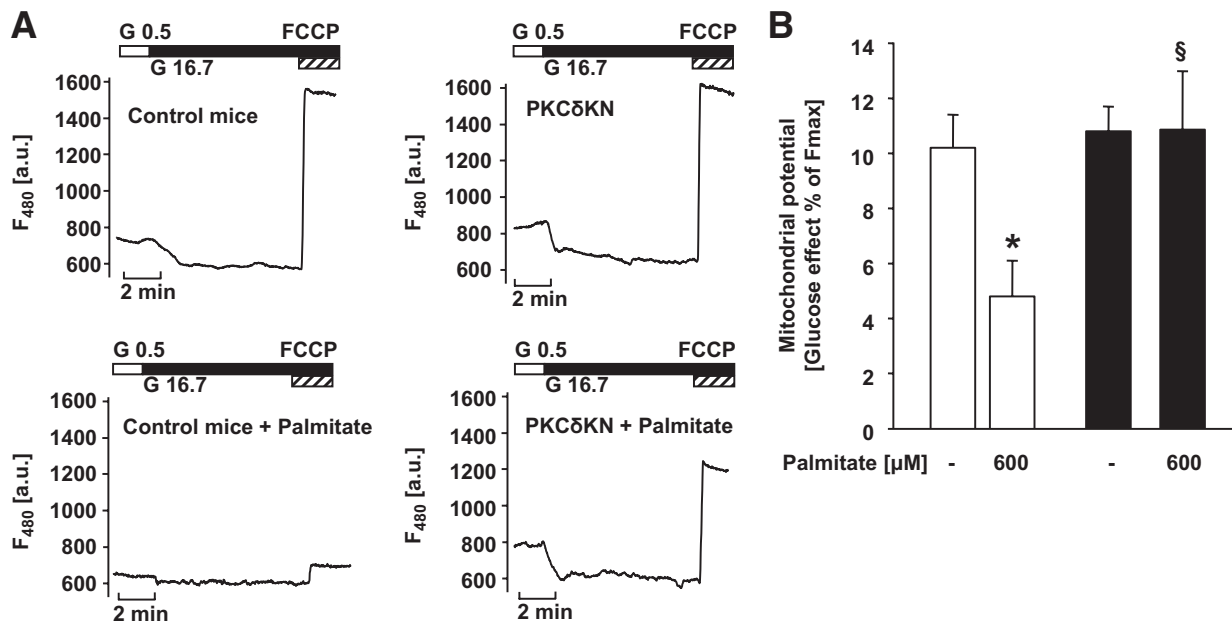 A
G 0.5 FCCP
G 16.7
Control mice
F480 [a.u.]
1600
1400
1200
1000
800
600
2 min
G 0.5 FCCP
G 16.7
PKCδKN
F480 [a.u.]
1600
1400
1200
1000
800
600
2 min
G 0.5 FCCP
G 16.7
Control mice + Palmitate
F480 [a.u.]
1600
1400
1200
1000
800
600
2 min
G 0.5 FCCP
G 16.7
PKCδKN + Palmitate
F480 [a.u.]
1600
1400
1200
1000
800
600
2 min
B
Mitochondrial potential
[Glucose effect % of Fmax]
14
12
10
8
6
4
2
0
*
§
Palmitate [µM] - 600 - 600